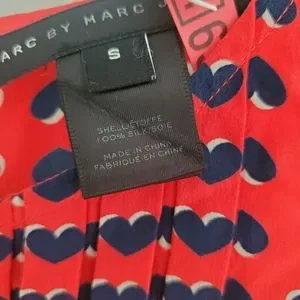 ARC BY MARC J
S
SHELL/ETOFFE
100% SILK/SOIE
MADE IN CHINA
FABRIQUE EN CHINE